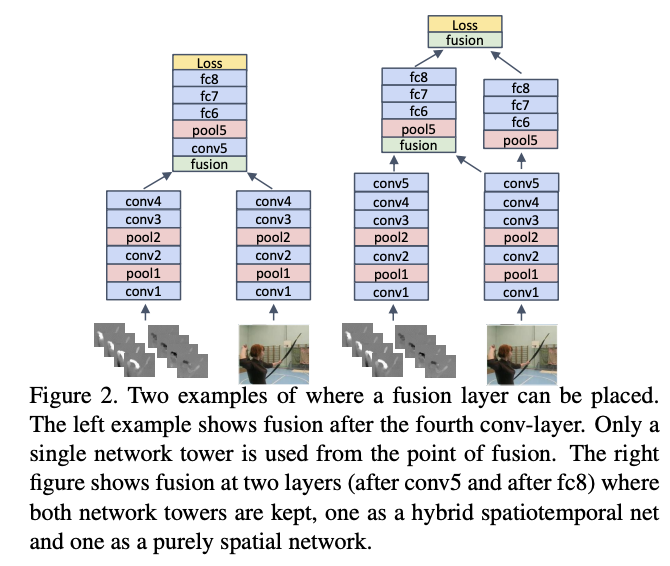 Loss
fc8
fc7
fc6
pool5
conv5
fusion
conv4
conv3
pool2
conv2
pool1
conv1
conv4
conv3
pool2
conv2
pool1
conv1
Loss
fusion
fc8
fc7
fc6
pool5
fusion
fc8
fc7
fc6
pool5
conv5
conv4
conv3
pool2
conv2
pool1
conv1
conv5
conv4
conv3
pool2
conv2
pool1
conv1
Figure 2. Two examples of where a fusion layer can be placed.
The left example shows fusion after the fourth conv-layer. Only a
single network tower is used from the point of fusion. The right
figure shows fusion at two layers (after conv5 and after fc8) where
both network towers are kept, one as a hybrid spatiotemporal net
and one as a purely spatial network.